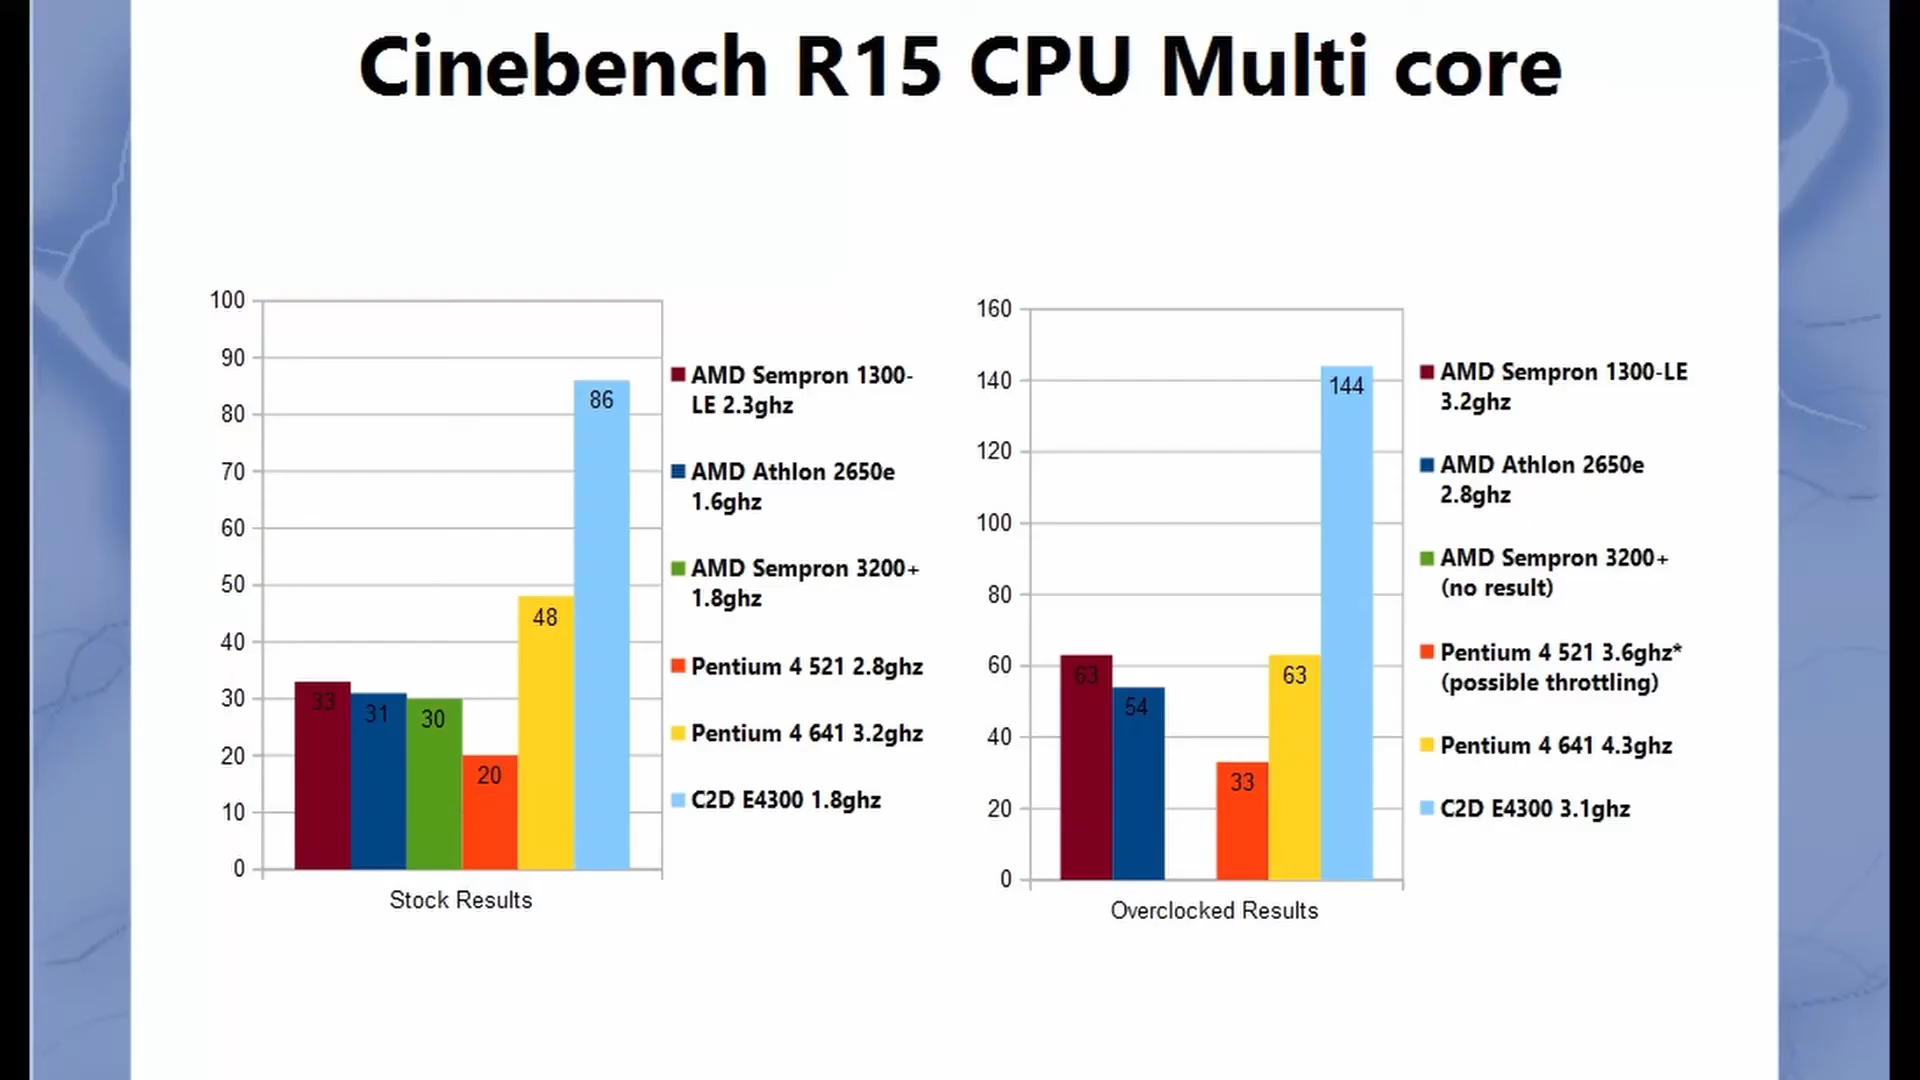 Cinebench R15 CPU Multi core
100
90
80
70
60
50
40
30
20
10
0
33
31
30
20
48
86
Stock Results
AMD Sempron 1300-
LE 2.3ghz
AMD Athlon 2650e
1.6ghz
AMD Sempron 3200+
1.8ghz
Pentium 4 521 2.8ghz
Pentium 4 641 3.2ghz
C2D E4300 1.8ghz
160
140
120
100
80
60
40
20
0
63
54
33
63
144
Overclocked Results
AMD Sempron 1300-LE
3.2ghz
AMD Athlon 2650e
2.8ghz
AMD Sempron 3200+
(no result)
Pentium 4 521 3.6ghz*
(possible throttling)
Pentium 4 641 4.3ghz
C2D E4300 3.1ghz